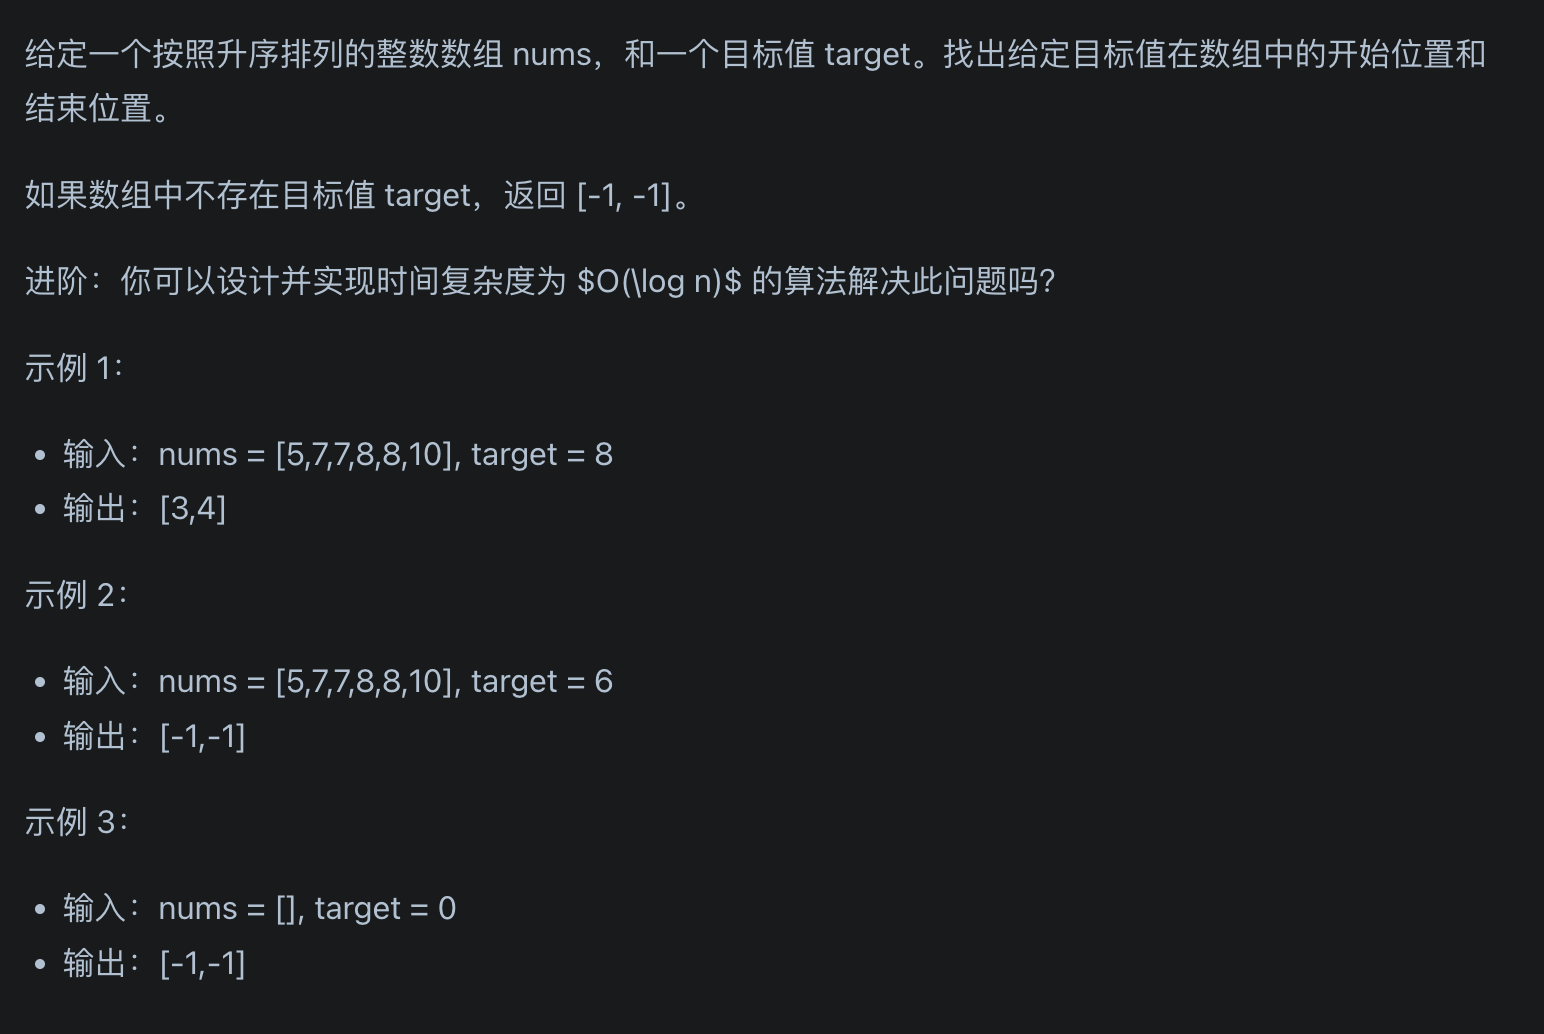 给定一个按照升序排列的整数数组 nums，和一个目标值 target。找出给定目标值在数组中的开始位置和
结束位置。
如果数组中不存在目标值 target，返回 [-1, -1]。
进阶：你可以设计并实现时间复杂度为 $O(\log n)$ 的算法解决此问题吗？
示例 1：
• 输入：nums = [5,7,7,8,8,10], target = 8
• 输出：[3,4]
示例 2：
• 输入：nums = [5,7,7,8,8,10], target = 6
• 输出：[-1,-1]
示例 3：
• 输入：nums = [], target = 0
• 输出：[-1,-1]